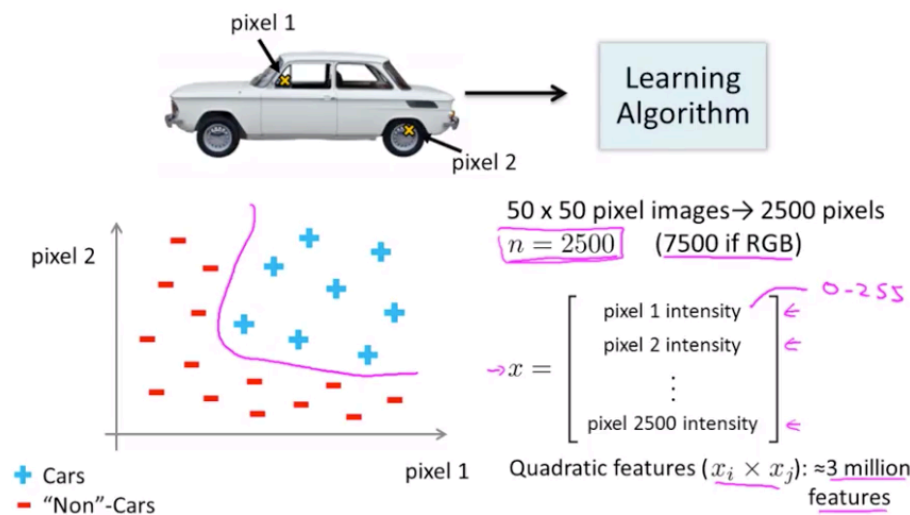 pixel 1
Learning
Algorithm
pixel 2
50 x 50 pixel images→ 2500 pixels
n = 2500 (7500 if RGB)
pixel 2
0-255
pixel 1 intensity
pixel 2 intensity
x =
⋮
pixel 2500 intensity
pixel 1
Quadratic features (xᵢ × xⱼ): ≈3 million
features
Cars
“Non”-Cars